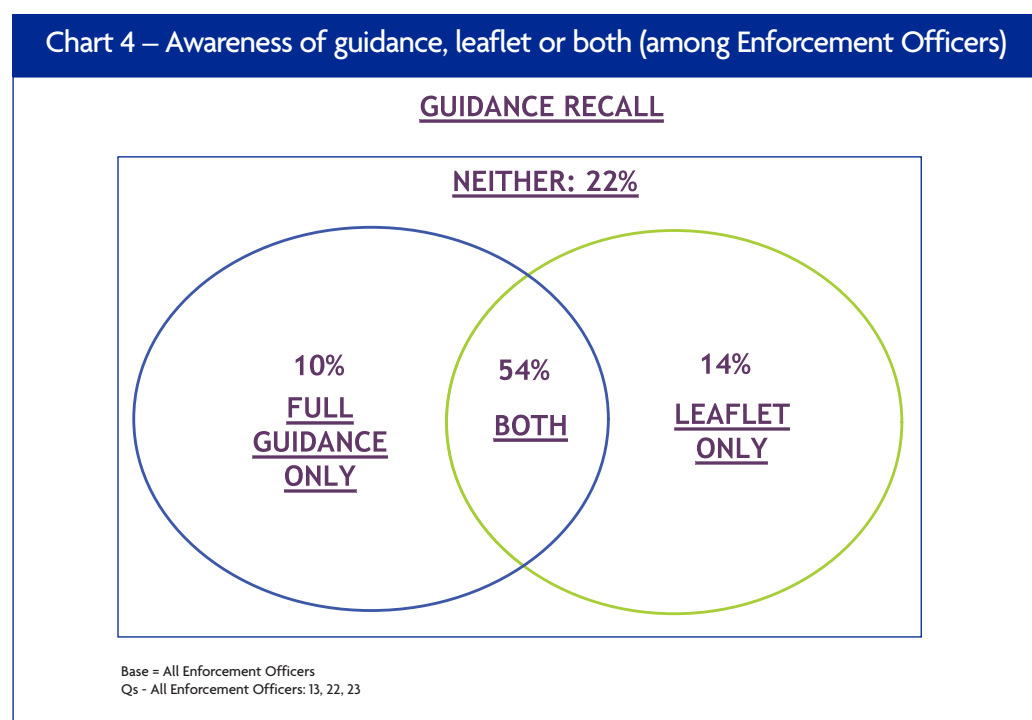 Chart 4 – Awareness of guidance, leaflet or both (among Enforcement Officers)
GUIDANCE RECALL
NEITHER: 22%
10%
FULL
GUIDANCE
ONLY
54%
BOTH
14%
LEAFLET
ONLY
Base = All Enforcement Officers
Qs - All Enforcement Officers: 13, 22, 23